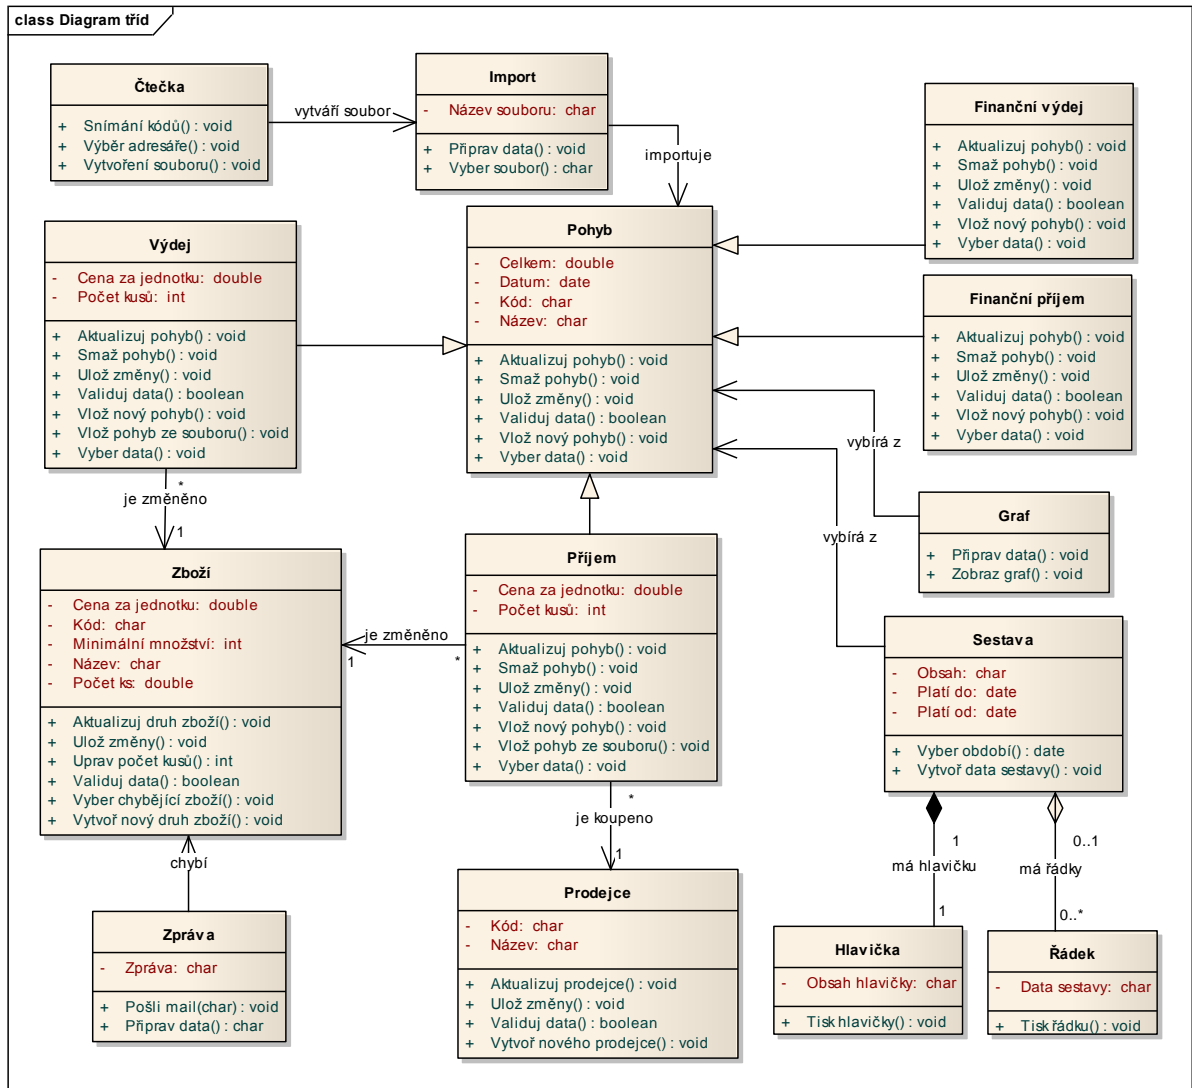 class Diagram tříd
Čtečka
+ Snímání kódů() : void
+ Výběr adresáře() : void
+ Vytvoření souboru() : void
vytváří soubor
Import
- Název souboru: char
+ Připrav data() : void
+ Vyber soubor() : char
importuje
Finanční výdej
+ Aktualizuj pohyb() : void
+ Smaž pohyb() : void
+ Ulož změny() : void
+ Validuj data() : boolean
+ Vlož nový pohyb() : void
+ Vyber data() : void
Výdej
- Cena za jednotku: double
- Počet kusů: int
+ Aktualizuj pohyb() : void
+ Smaž pohyb() : void
+ Ulož změny() : void
+ Validuj data() : boolean
+ Vlož nový pohyb() : void
+ Vlož pohyb ze souboru() : void
+ Vyber data() : void
Pohyb
- Celkem: double
- Datum: date
- Kód: char
- Název: char
+ Aktualizuj pohyb() : void
+ Smaž pohyb() : void
+ Ulož změny() : void
+ Validuj data() : boolean
+ Vlož nový pohyb() : void
+ Vyber data() : void
Finanční příjem
+ Aktualizuj pohyb() : void
+ Smaž pohyb() : void
+ Ulož změny() : void
+ Validuj data() : boolean
+ Vlož nový pohyb() : void
+ Vyber data() : void
*
je změněno
1
vybírá z
Graf
+ Připrav data() : void
+ Zobraz graf() : void
vybírá z
Zboží
- Cena za jednotku: double
- Kód: char
- Minimální množství: int
- Název: char
- Počet ks: double
+ Aktualizuj druh zboží() : void
+ Ulož změny() : void
+ Uprav počet kusů() : int
+ Validuj data() : boolean
+ Vyber chybějící zboží() : void
+ Vytvoř nový druh zboží() : void
je změněno
1
*
Příjem
- Cena za jednotku: double
- Počet kusů: int
+ Aktualizuj pohyb() : void
+ Smaž pohyb() : void
+ Ulož změny() : void
+ Validuj data() : boolean
+ Vlož nový pohyb() : void
+ Vlož pohyb ze souboru() : void
+ Vyber data() : void
Sestava
- Obsah: char
- Platí do: date
- Platí od: date
+ Vyber období() : date
+ Vytvoř data sestavy() : void
*
je koupeno
1
1
má hlavičku
1
0..1
má řádky
0..*
chybí
Zpráva
- Zpráva: char
+ Pošli mail(char) : void
+ Připrav data() : char
Prodejce
- Kód: char
- Název: char
+ Aktualizuj prodejce() : void
+ Ulož změny() : void
+ Validuj data() : boolean
+ Vytvoř nového prodejce() : void
Hlavička
- Obsah hlavičky: char
+ Tisk hlavičky() : void
Řádek
- Data sestavy: char
+ Tisk řádku() : void